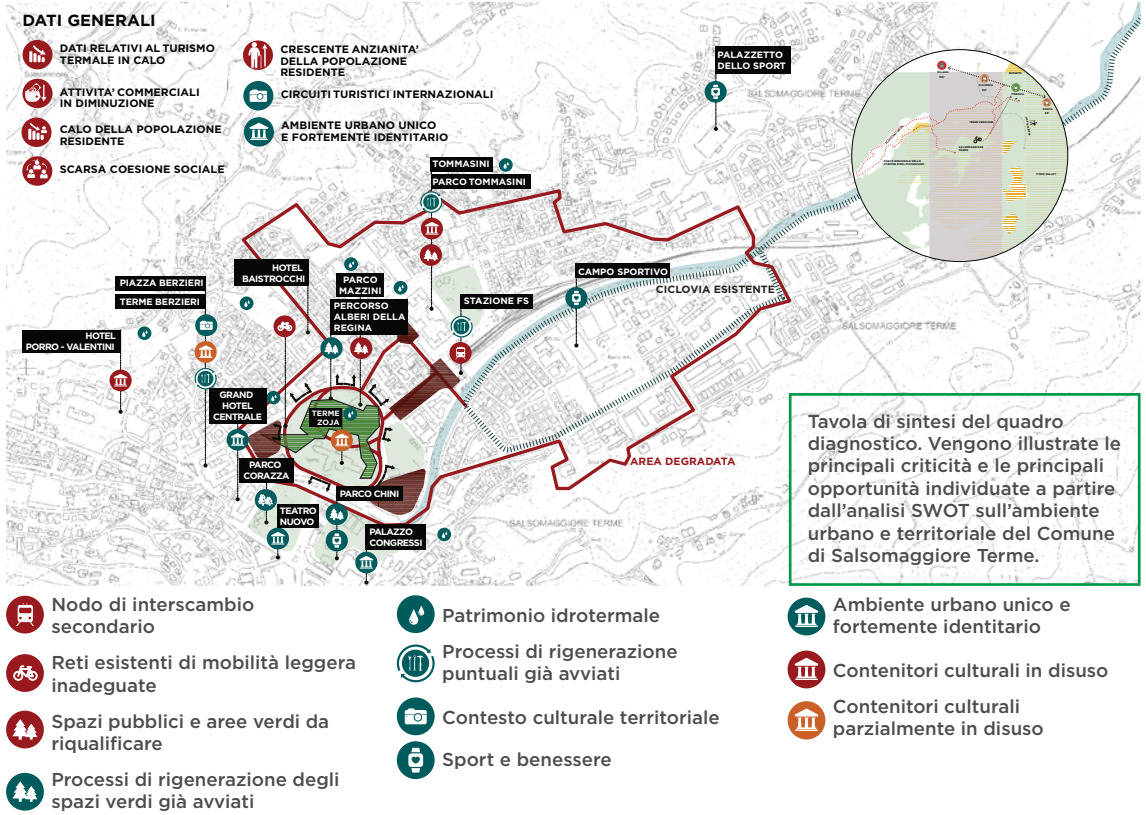 DATI GENERALI
DATI RELATIVI AL TURISMO
TERMALE IN CALO
ATTIVITA' COMMERCIALI
IN DIMINUZIONE
CALO DELLA POPOLAZIONE
RESIDENTE
SCARSA COESIONE SOCIALE
CRESCENTE ANZIANITA'
DELLA POPOLAZIONE
RESIDENTE
CIRCUITI TURISTICI INTERNAZIONALI
AMBIENTE URBANO UNICO
E FORTEMENTE IDENTITARIO
PALAZZETTO
DELLO SPORT
SALSOMAGGIORE TERME
TOMMASINI
PARCO TOMMASINI
HOTEL
BAISTROCCHI
PARCO
MAZZINI
PERCORSO
ALBERI DELLA
REGINA
STAZIONE FS
CAMPO SPORTIVO
CICLOVIA ESISTENTE
PIAZZA BERZIERI
TERME BERZIERI
HOTEL
PORRO - VALENTINI
SALSOMAGGIORE TERME
GRAND
HOTEL
CENTRALE
TERME
ZOJA
AREA DEGRADATA
PARCO
CORAZZA
PARCO CHINI
TEATRO
NUOVO
PALAZZO
CONGRESSI
SALSOMAGGIORE TERME
Tavola di sintesi del quadro
diagnostico. Vengono illustrate le
principali criticità e le principali
opportunità individuate a partire
dall'analisi SWOT sull'ambiente
urbano e territoriale del Comune
di Salsomaggiore Terme.
Nodo di interscambio
secondario
Reti esistenti di mobilità leggera
inadeguate
Spazi pubblici e aree verdi da
riqualificare
Processi di rigenerazione degli
spazi verdi già avviati
Patrimonio idrotermale
Processi di rigenerazione
puntuali già avviati
Contesto culturale territoriale
Sport e benessere
Ambiente urbano unico e
fortemente identitario
Contenitori culturali in disuso
Contenitori culturali
parzialmente in disuso